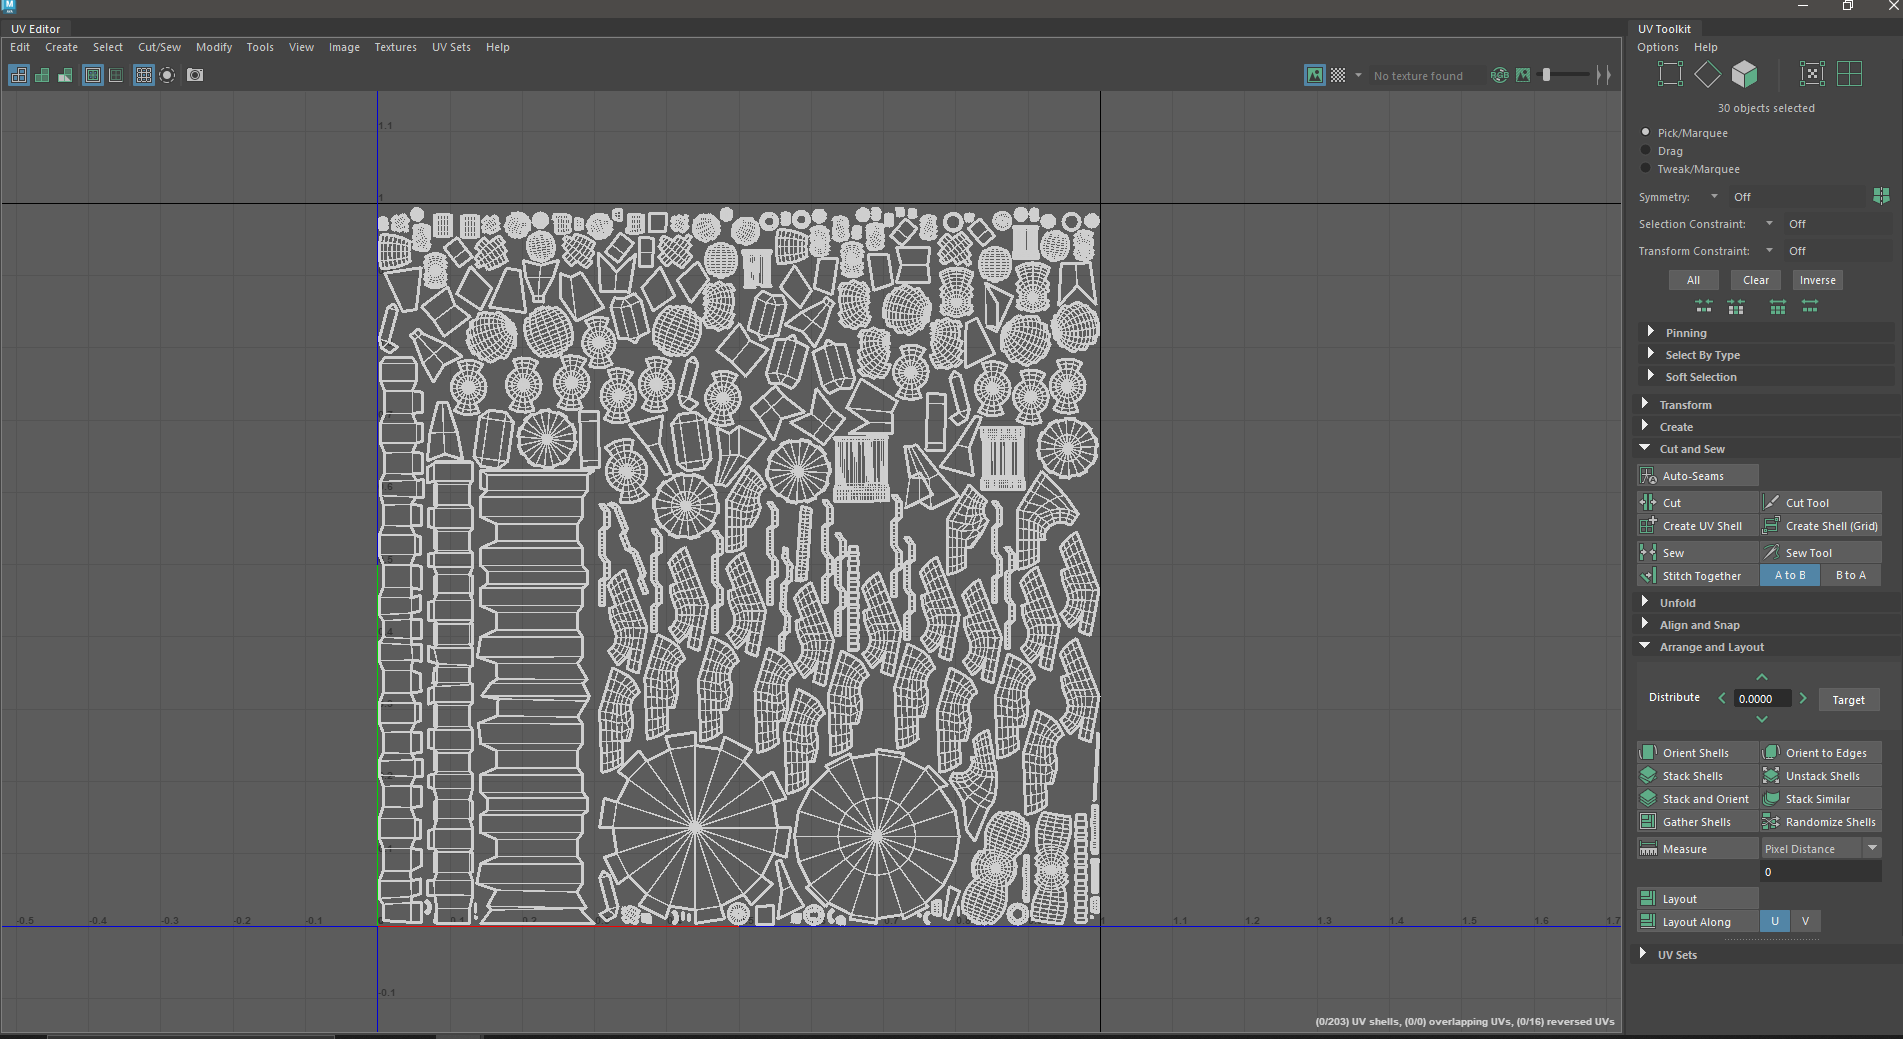 UV Editor
Edit Create Select Cut/Sew Modify Tools View Image Textures UV Sets Help
No texture found
1.1
1
-0.5 -0.4 -0.3 -0.2 -0.1 0.1 0.2 1 1.1 1.2 1.3 1.4 1.5 1.6 1.7
-0.1
(0/203) UV shells, (0/0) overlapping UVs, (0/16) reversed UVs
UV Toolkit
Options Help
30 objects selected
Pick/Marquee
Drag
Tweak/Marquee
Symmetry: Off
Selection Constraint: Off
Transform Constraint: Off
All Clear Inverse
Pinning
Select By Type
Soft Selection
Transform
Create
Cut and Sew
Auto-Seams
Cut Cut Tool
Create UV Shell Create Shell (Grid)
Sew Sew Tool
Stitch Together A to B B to A
Unfold
Align and Snap
Arrange and Layout
Distribute 0.0000 Target
Orient Shells Orient to Edges
Stack Shells Unstack Shells
Stack and Orient Stack Similar
Gather Shells Randomize Shells
Measure Pixel Distance
0
Layout
Layout Along U V
UV Sets